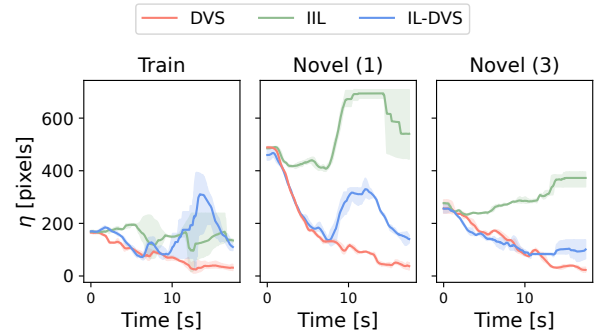 DVS IIL IL-DVS
Train Novel (1) Novel (3)
η [pixels]
600
400
200
0
0 10 0 10 0 10
Time [s] Time [s] Time [s]